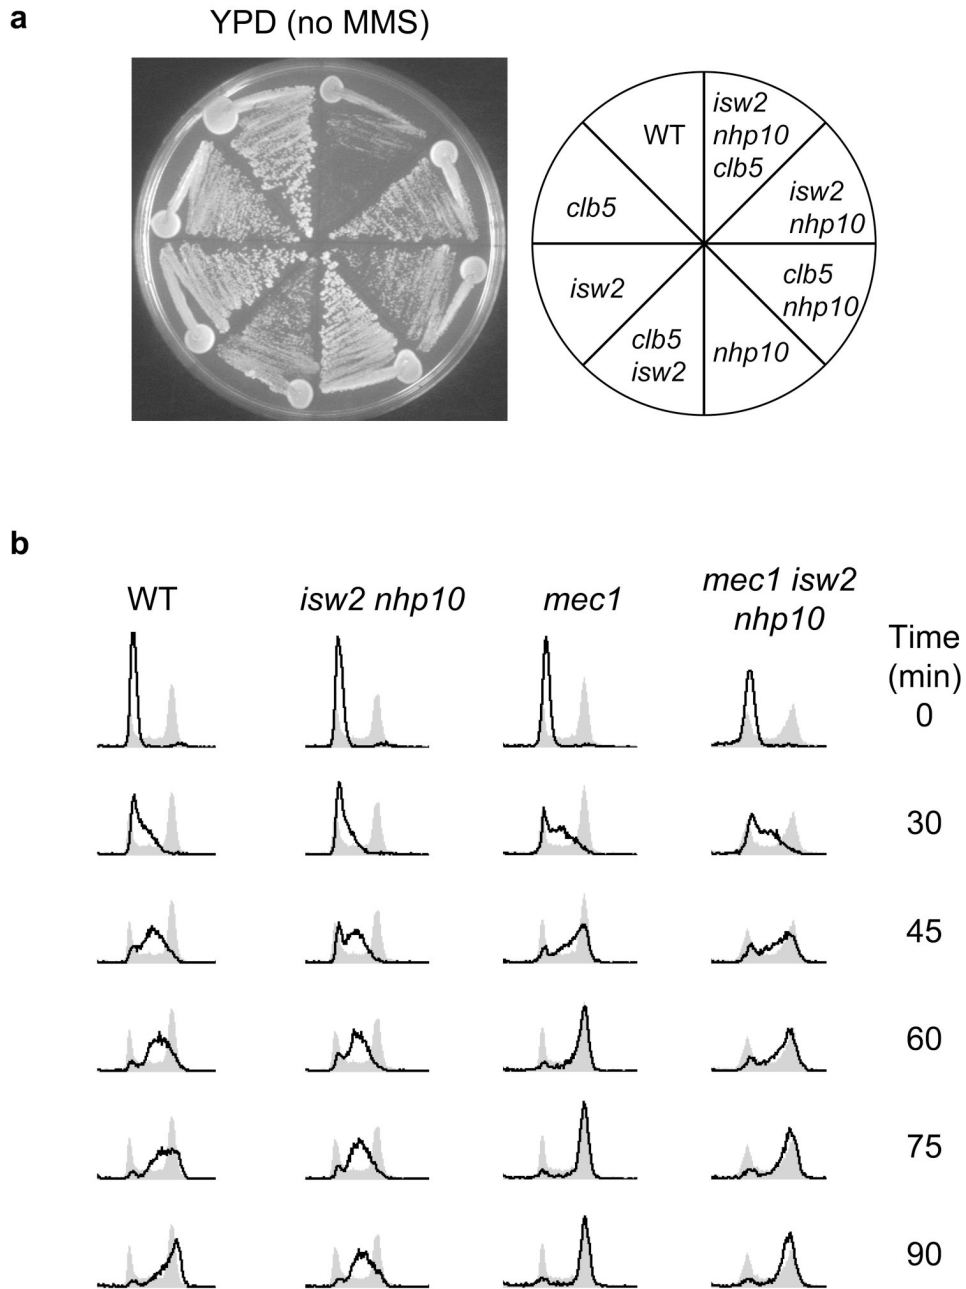 a
YPD (no MMS)
WT
isw2
nhp10
clb5
isw2
nhp10
clb5
nhp10
nhp10
clb5
isw2
isw2
clb5
b
WT
isw2 nhp10
mec1
mec1 isw2
nhp10
Time
(min)
0
30
45
60
75
90